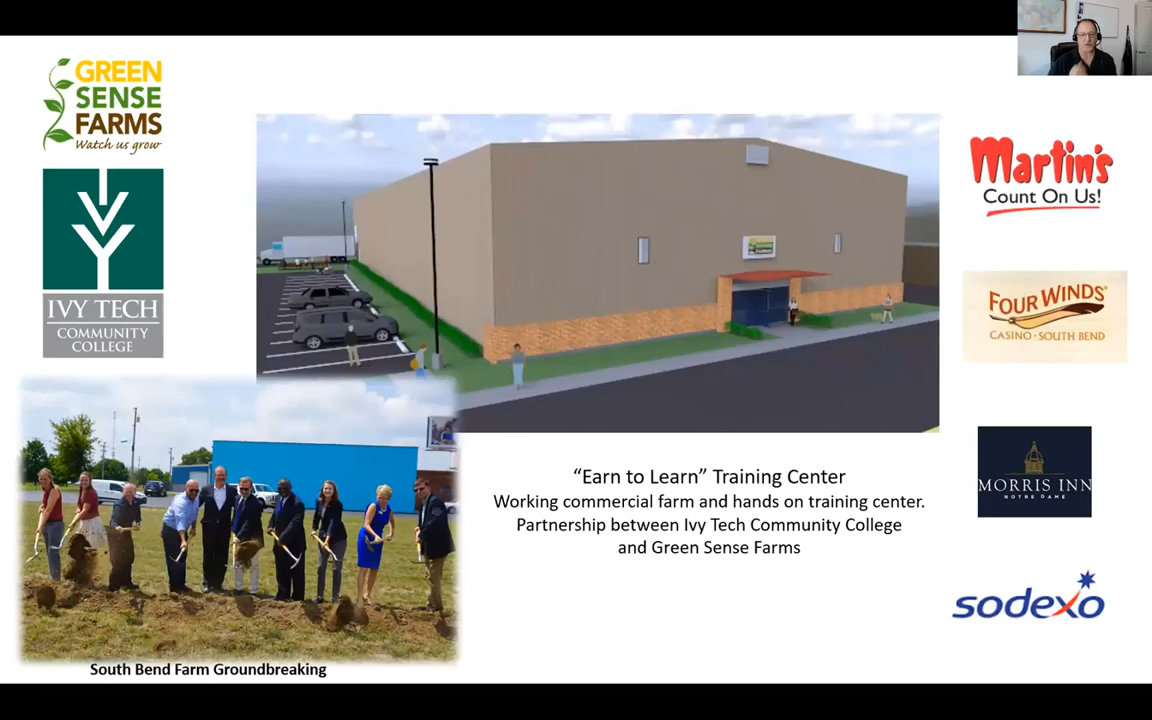 GREEN
SENSE
FARMS
Watch us grow
IVY TECH
COMMUNITY
COLLEGE
Martin's
Count On Us!
FOUR WINDS®
CASINO · SOUTH BEND
MORRIS INN
NOTRE DAME
sodexo
"Earn to Learn" Training Center
Working commercial farm and hands on training center.
Partnership between Ivy Tech Community College
and Green Sense Farms
South Bend Farm Groundbreaking